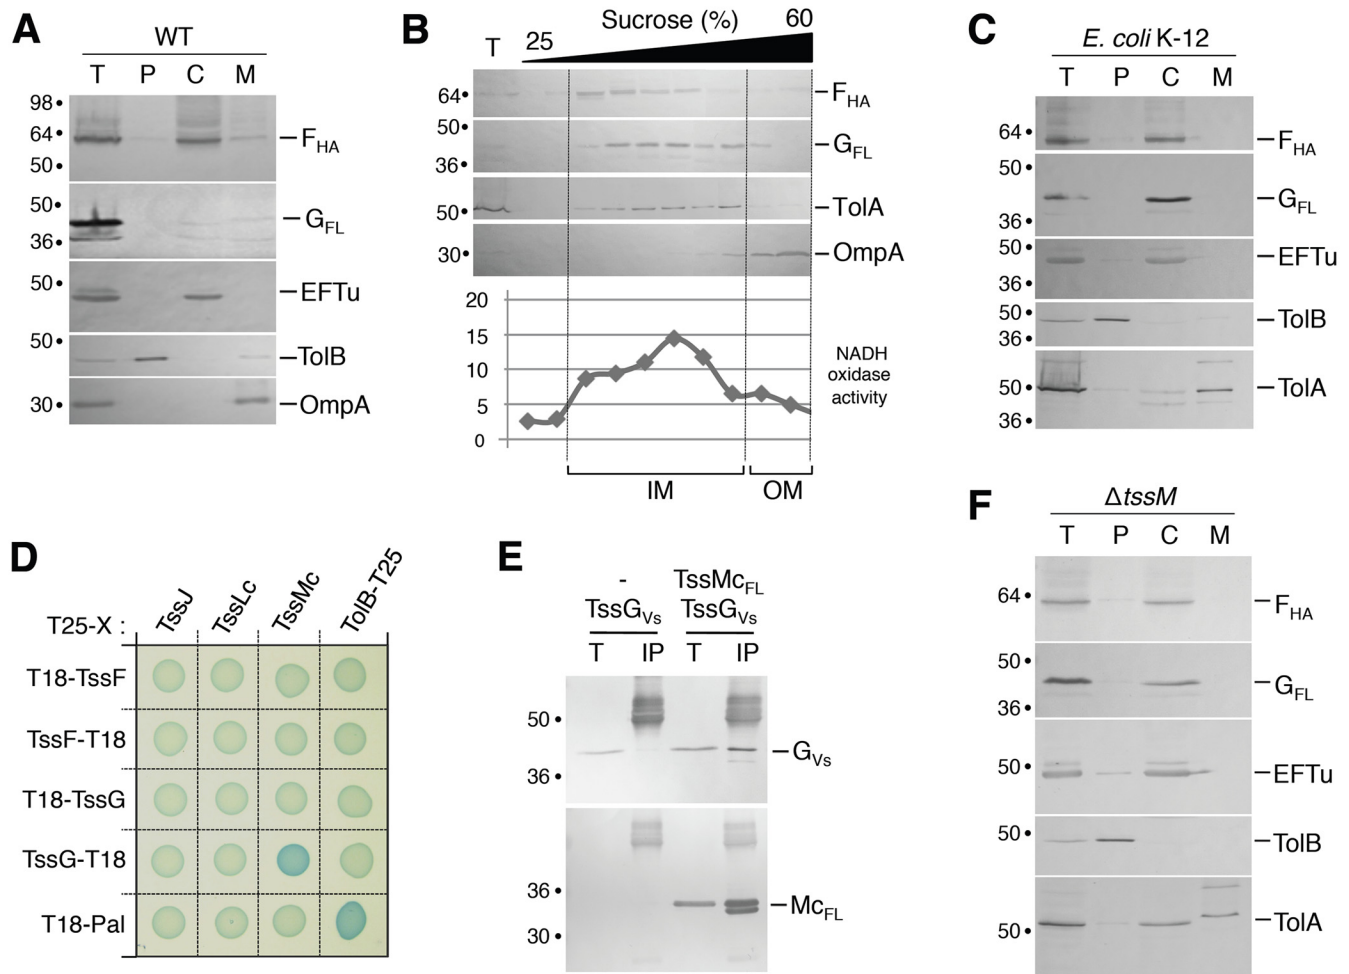 A
WT
T P C M
98
64
50
FHA
50
36
GFL
50
EFTu
50
TolB
30
OmpA
B
Sucrose (%)
T 25 60
64
FHA
50
36
GFL
50
TolA
30
OmpA
20
15
10
5
0
NADH
oxidase
activity
IM OM
C
E. coli K-12
T P C M
64
FHA
50
36
GFL
50
36
EFTu
50
36
TolB
50
36
TolA
D
T25-X : TssJ TssLc TssMc TolB-T25
T18-TssF
TssF-T18
T18-TssG
TssG-T18
T18-Pal
E
- TssMcFL
TssGVs TssGVs
T IP T IP
50
36
GVs
36
30
McFL
F
ΔtssM
T P C M
64
FHA
50
36
GFL
50
EFTu
50
TolB
50
TolA